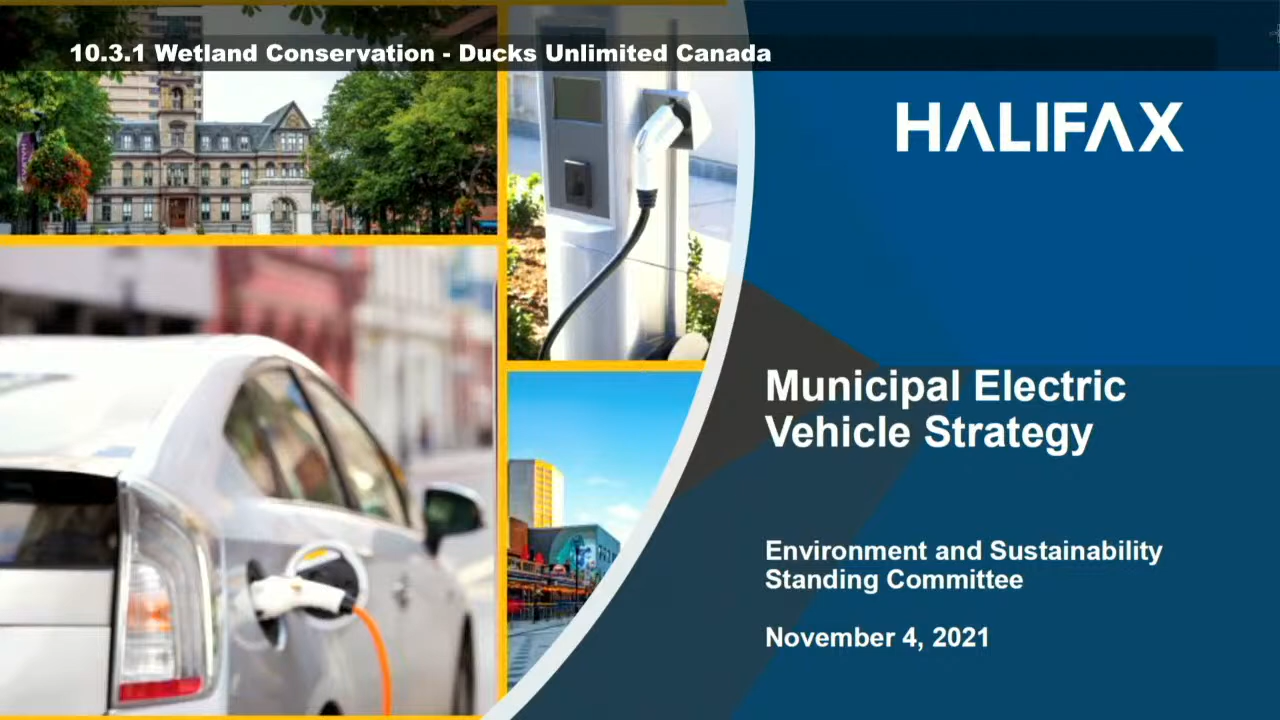 10.3.1 Wetland Conservation - Ducks Unlimited Canada
HALIFAX
Municipal Electric
Vehicle Strategy
Environment and Sustainability
Standing Committee
November 4, 2021